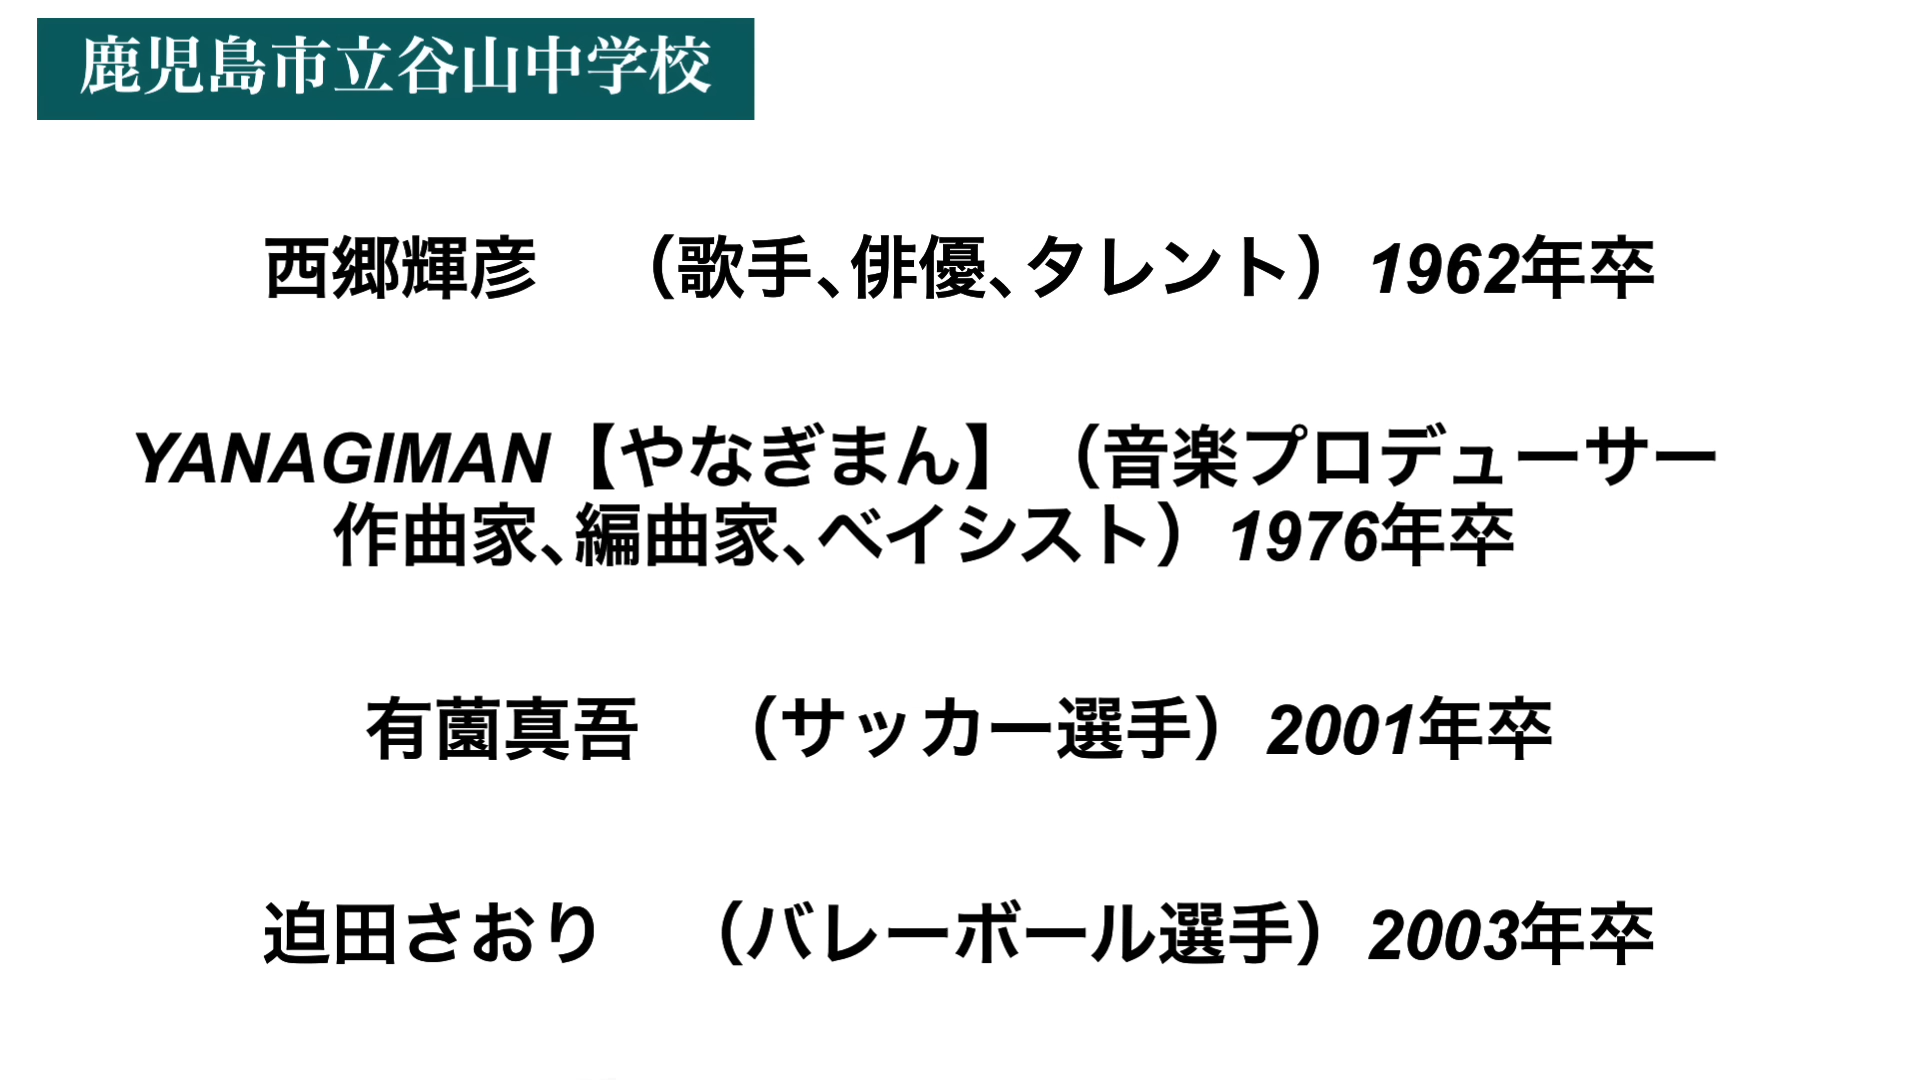 鹿児島市立谷山中学校
西郷輝彦　（歌手、俳優、タレント）1962年卒
YANAGIMAN【やなぎまん】（音楽プロデューサー
作曲家、編曲家、ベイシスト）1976年卒
有薗真吾　（サッカー選手）2001年卒
迫田さおり　（バレーボール選手）2003年卒